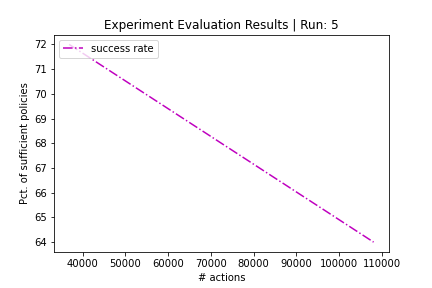 Experiment Evaluation Results | Run: 5
success rate
Pct. of sufficient policies
72
71
70
69
68
67
66
65
64
40000 50000 60000 70000 80000 90000 100000 110000
# actions